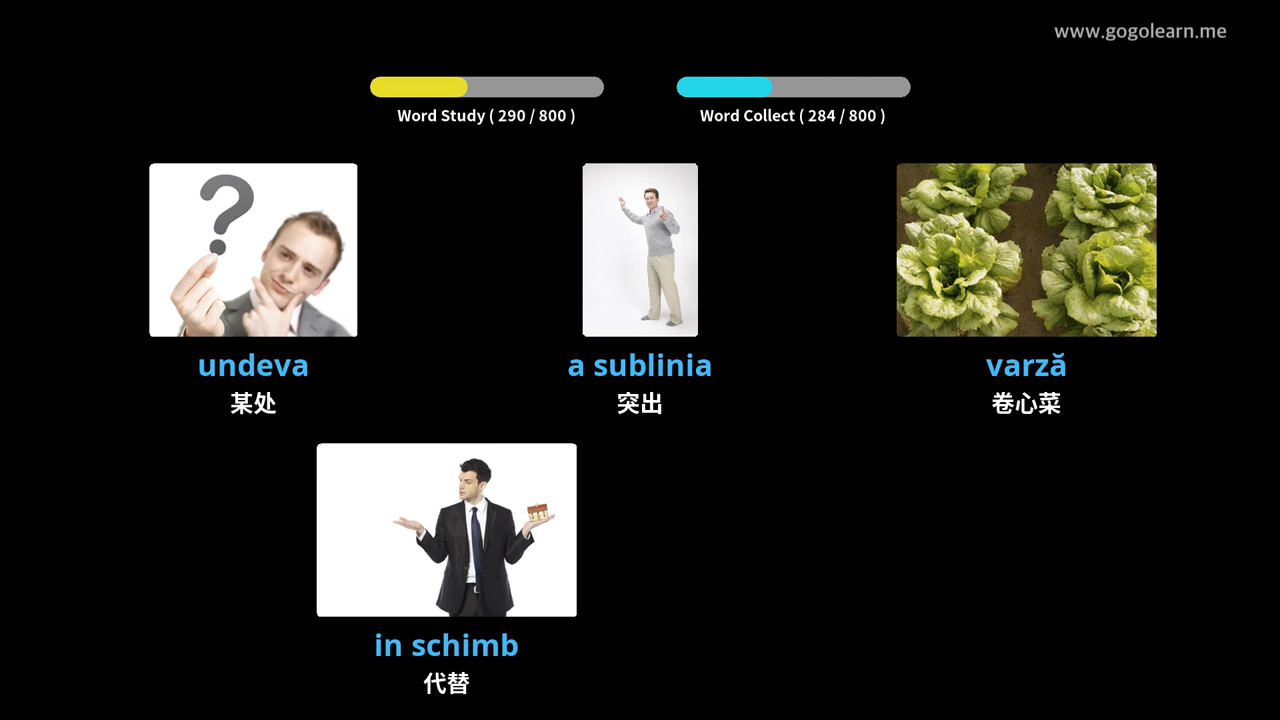 www.gogolearn.me
Word Study ( 290 / 800 )
Word Collect ( 284 / 800 )
?
undeva
a sublinia
varză
某处
突出
卷心菜
in schimb
代替